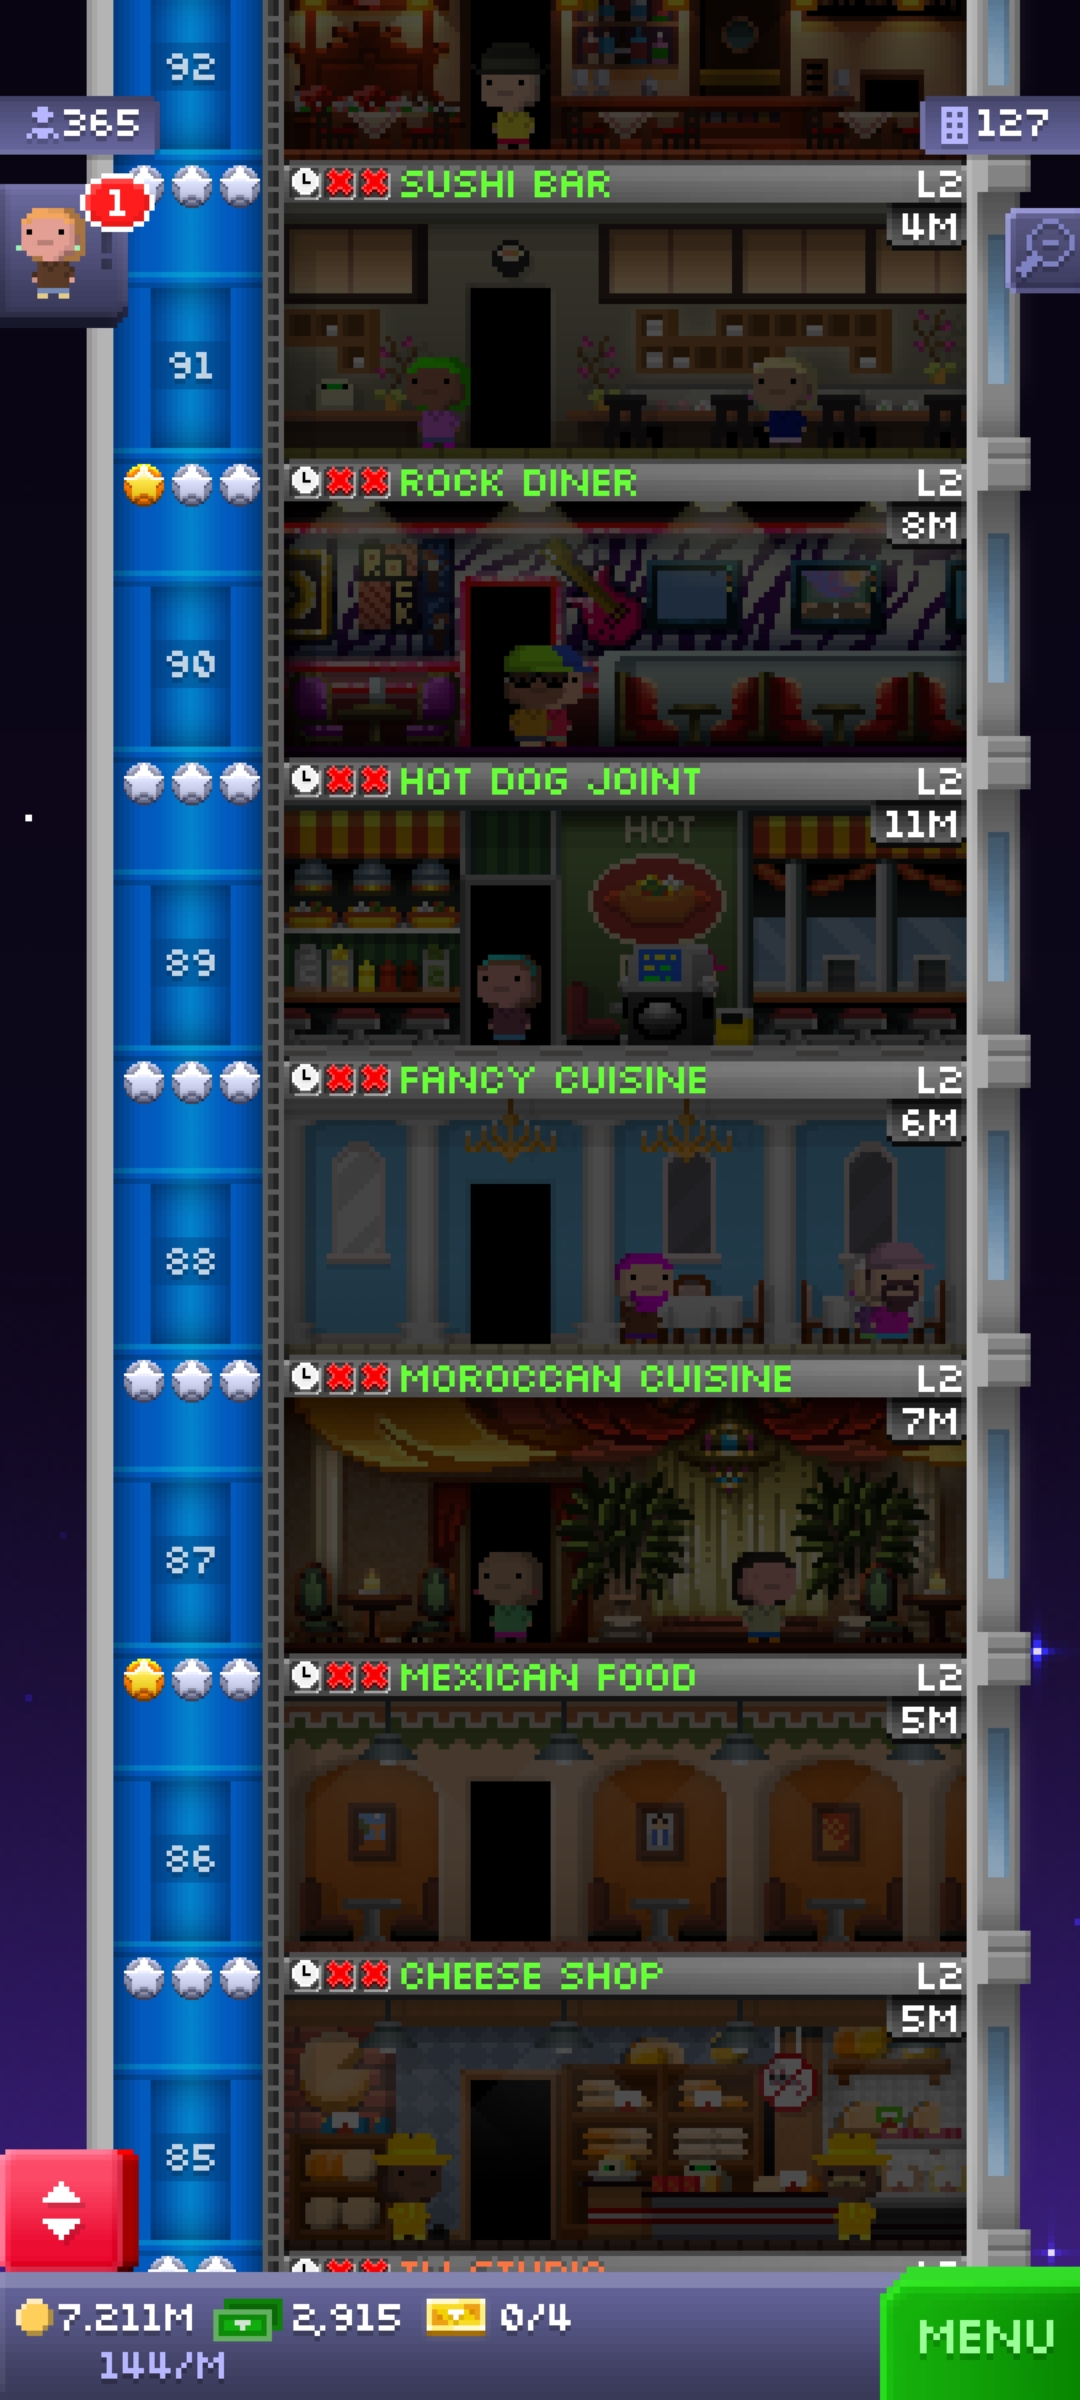 92
365
127
1
SUSHI BAR L2
4M
91
ROCK DINER L2
8M
ROCK
90
HOT DOG JOINT L2
11M
HOT
89
FANCY CUISINE L2
6M
88
MOROCCAN CUISINE L2
7M
87
MEXICAN FOOD L2
5M
86
CHEESE SHOP L2
5M
85
7.211M 2,915 0/4
144/M
MENU